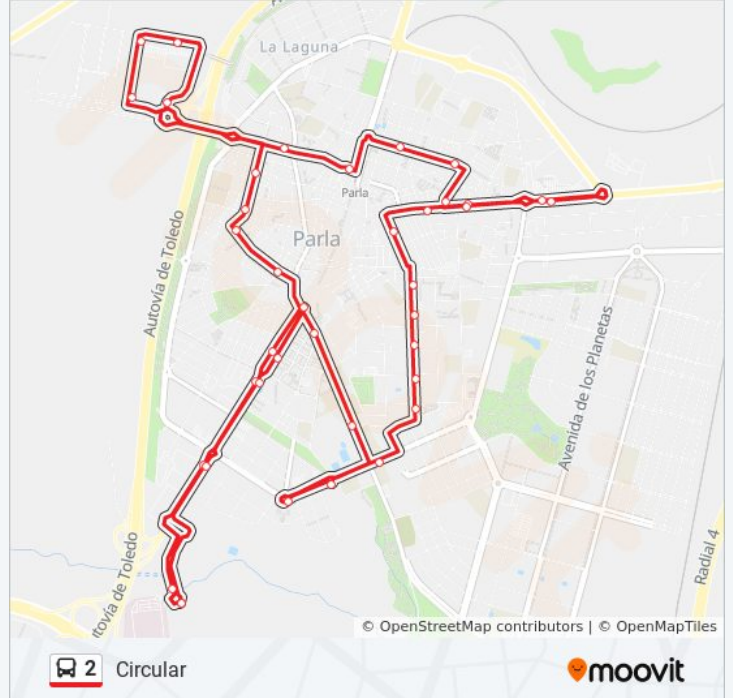 La Laguna
Parla
Parla
Autovía de Toledo
Avenida de los Planetas
Radial 4
utovía de Toledo
© OpenStreetMap contributors | © OpenMapTiles
2 Circular
moovit